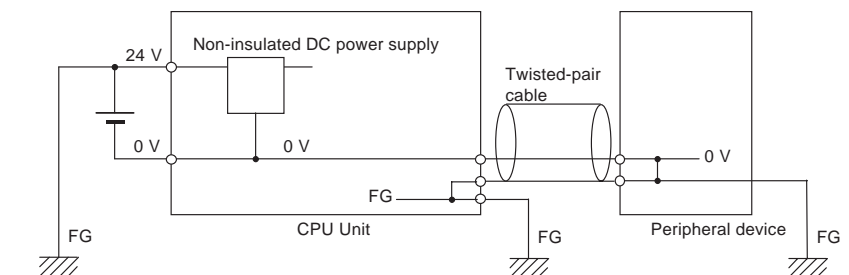 Non-insulated DC power supply
24 V
Twisted-pair
cable
0 V
0 V
0 V
FG
CPU Unit
Peripheral device
FG
FG
FG